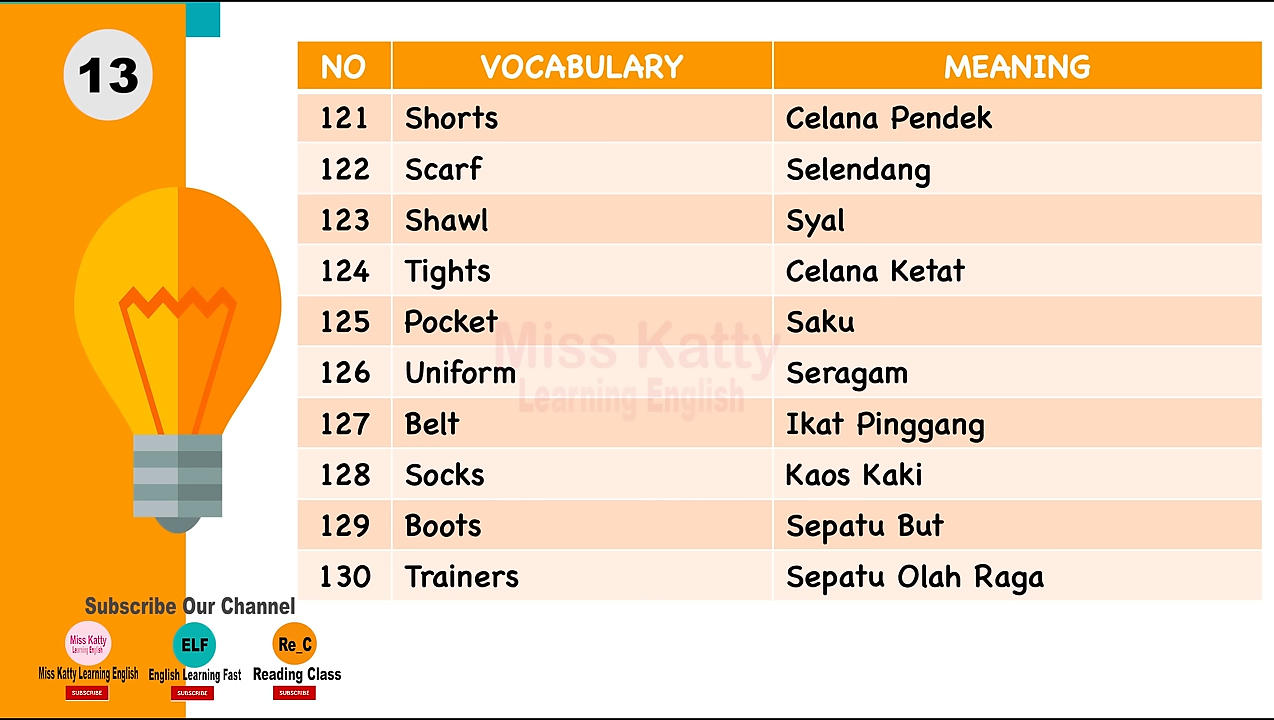 13
NO VOCABULARY MEANING
121 Shorts Celana Pendek
122 Scarf Selendang
123 Shawl Syal
124 Tights Celana Ketat
125 Pocket Saku
126 Uniform Seragam
127 Belt Ikat Pinggang
128 Socks Kaos Kaki
129 Boots Sepatu But
130 Trainers Sepatu Olah Raga
Miss Katty
Learning English
Subscribe Our Channel
Miss Katty
Learning English
ELF
Re_C
Miss Katty Learning English
English Learning Fast
Reading Class
SUBSCRIBE
SUBSCRIBE
SUBSCRIBE